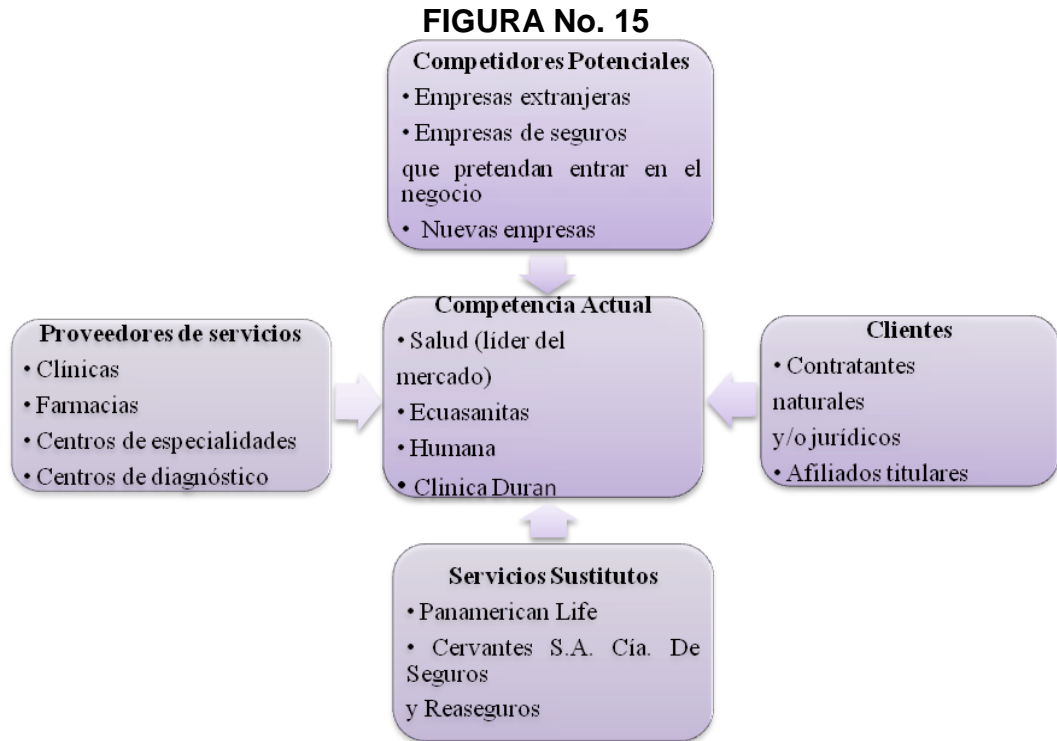 FIGURA No. 15
Competidores Potenciales
• Empresas extranjeras
• Empresas de seguros
que pretendan entrar en el
negocio
• Nuevas empresas
Proveedores de servicios
• Clínicas
• Farmacias
• Centros de especialidades
• Centros de diagnóstico
Competencia Actual
• Salud (líder del
mercado)
• Ecuasanitas
• Humana
• Clinica Duran
Clientes
• Contratantes
naturales
y/o jurídicos
• Afiliados titulares
Servicios Sustitutos
• Panamerican Life
• Cervantes S.A. Cía. De
Seguros
y Reaseguros